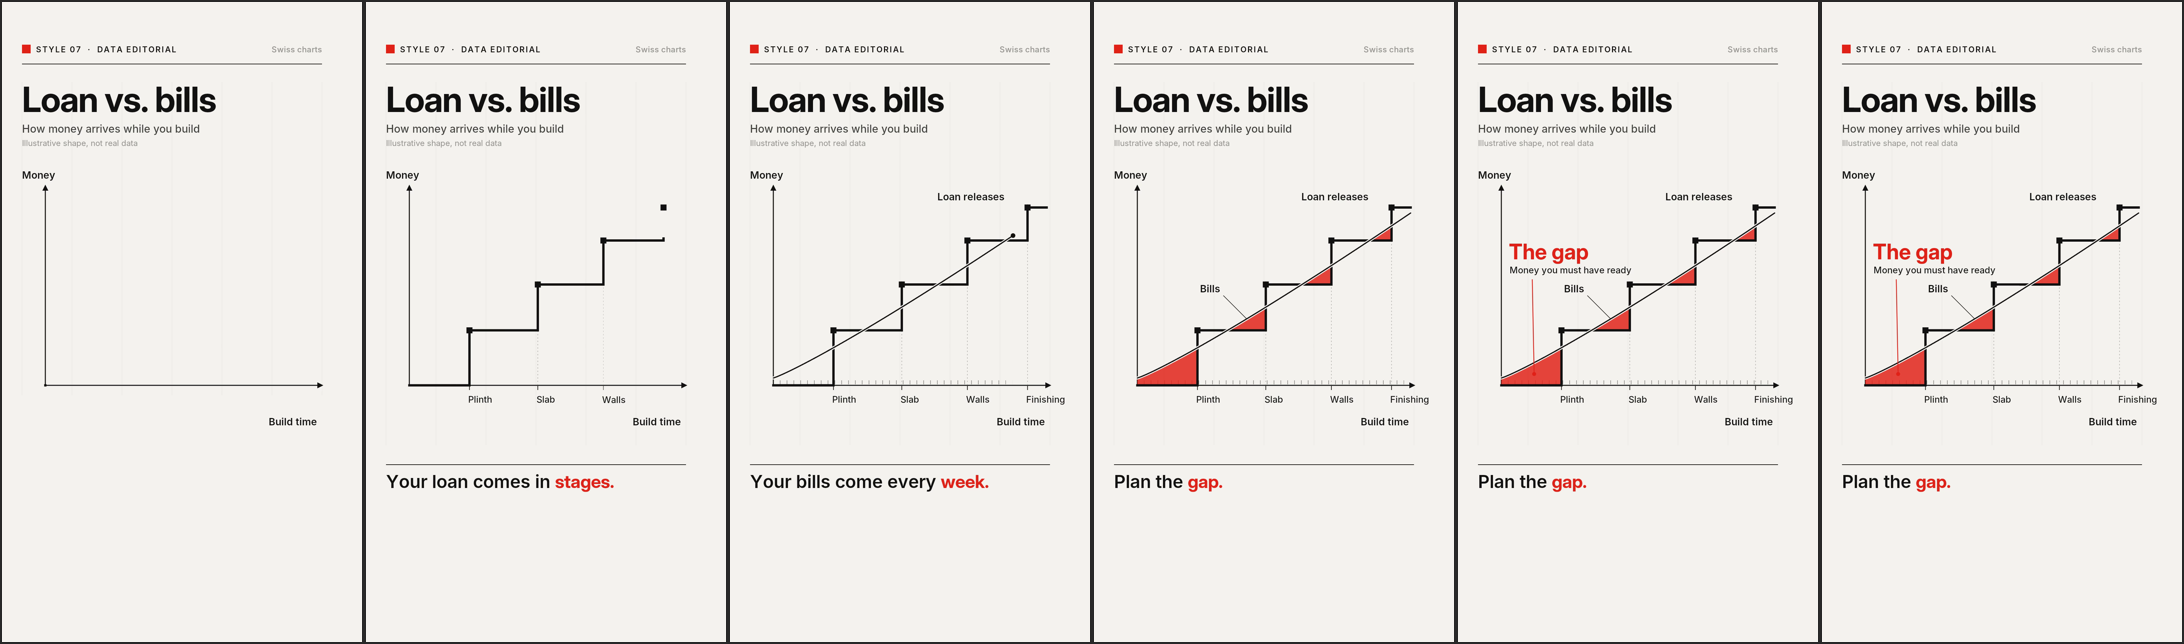 STYLE 07 · DATA EDITORIAL
Swiss charts
Loan vs. bills
How money arrives while you build
Illustrative shape, not real data
Money
Build time
STYLE 07 · DATA EDITORIAL
Swiss charts
Loan vs. bills
How money arrives while you build
Illustrative shape, not real data
Money
Plinth
Slab
Walls
Build time
Your loan comes in stages.
STYLE 07 · DATA EDITORIAL
Swiss charts
Loan vs. bills
How money arrives while you build
Illustrative shape, not real data
Money
Loan releases
Plinth
Slab
Walls
Finishing
Build time
Your bills come every week.
STYLE 07 · DATA EDITORIAL
Swiss charts
Loan vs. bills
How money arrives while you build
Illustrative shape, not real data
Money
Loan releases
Bills
Plinth
Slab
Walls
Finishing
Build time
Plan the gap.
STYLE 07 · DATA EDITORIAL
Swiss charts
Loan vs. bills
How money arrives while you build
Illustrative shape, not real data
Money
Loan releases
The gap
Money you must have ready
Bills
Plinth
Slab
Walls
Finishing
Build time
Plan the gap.
STYLE 07 · DATA EDITORIAL
Swiss charts
Loan vs. bills
How money arrives while you build
Illustrative shape, not real data
Money
Loan releases
The gap
Money you must have ready
Bills
Plinth
Slab
Walls
Finishing
Build time
Plan the gap.